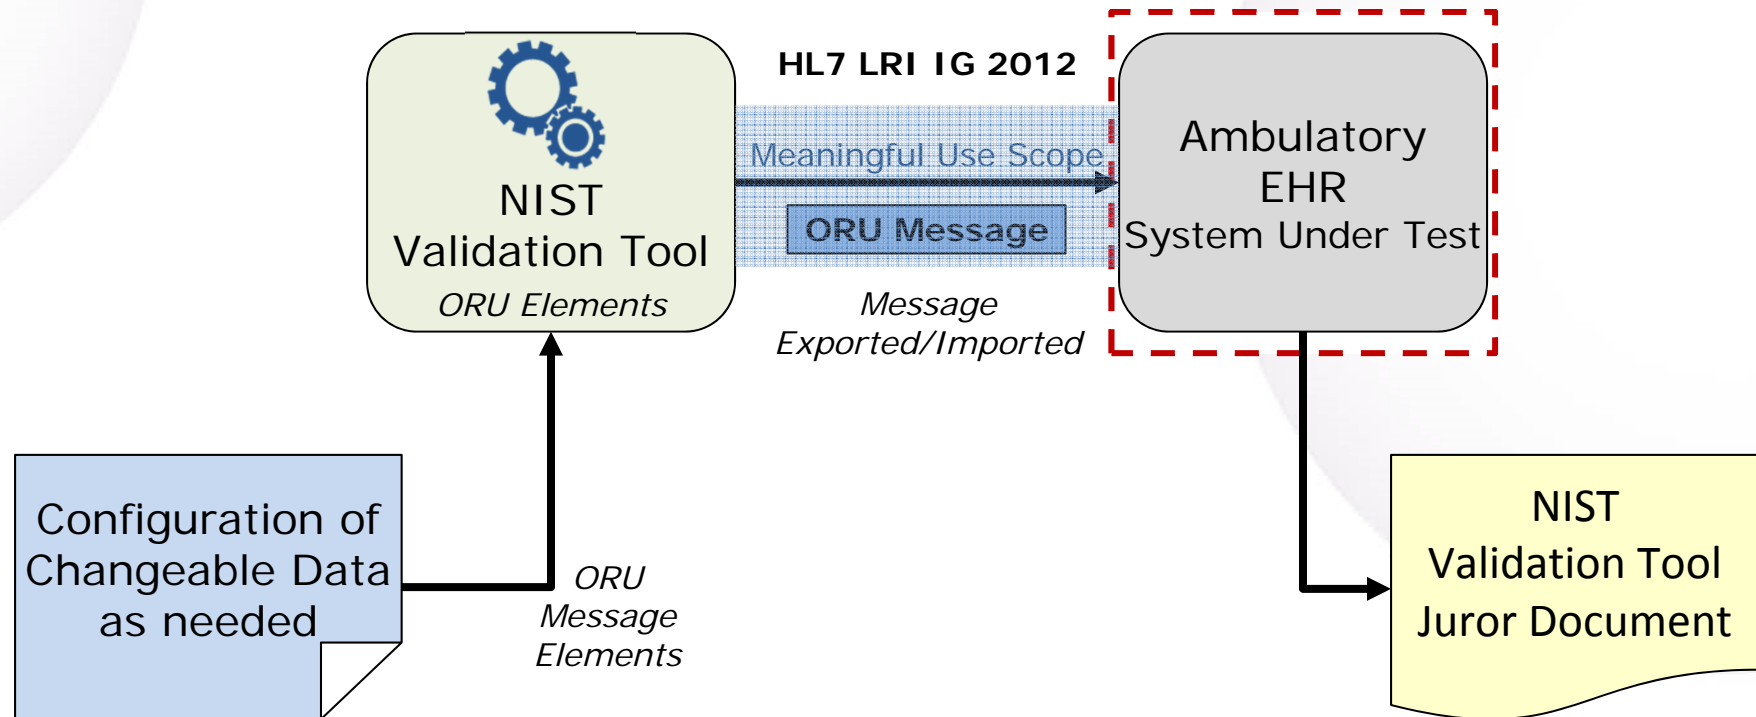 HL7 LRI IG 2012
NIST
Validation Tool
ORU Elements
Meaningful Use Scope
ORU Message
Message
Exported/Imported
Ambulatory
EHR
System Under Test
Configuration of
Changeable Data
as needed
ORU
Message
Elements
NIST
Validation Tool
Juror Document